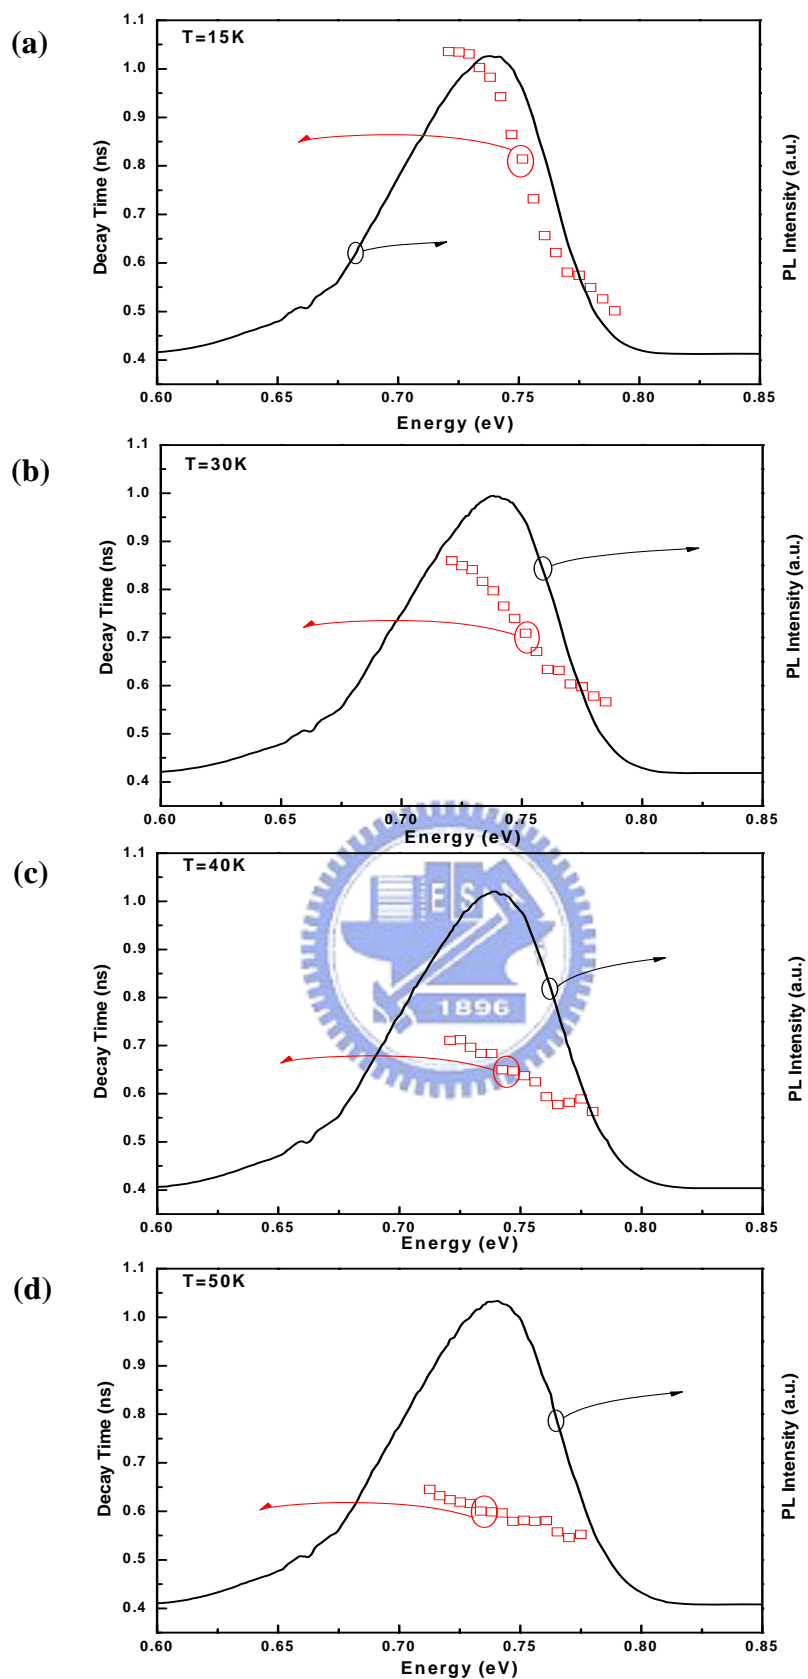 (a)
T=15K
1.1
1.0
0.9
0.8
0.7
0.6
0.5
0.4
Decay Time (ns)
PL Intensity (a.u.)
0.60 0.65 0.70 0.75 0.80 0.85
Energy (eV)
(b)
T=30K
1.1
1.0
0.9
0.8
0.7
0.6
0.5
0.4
Decay Time (ns)
PL Intensity (a.u.)
0.60 0.65 0.70 0.75 0.80 0.85
Energy (eV)
(c)
T=40K
1.1
1.0
0.9
0.8
0.7
0.6
0.5
0.4
Decay Time (ns)
PL Intensity (a.u.)
E S
1896
0.60 0.65 0.70 0.75 0.80 0.85
Energy (eV)
(d)
T=50K
1.1
1.0
0.9
0.8
0.7
0.6
0.5
0.4
Decay Time (ns)
PL Intensity (a.u.)
0.60 0.65 0.70 0.75 0.80 0.85
Energy (eV)